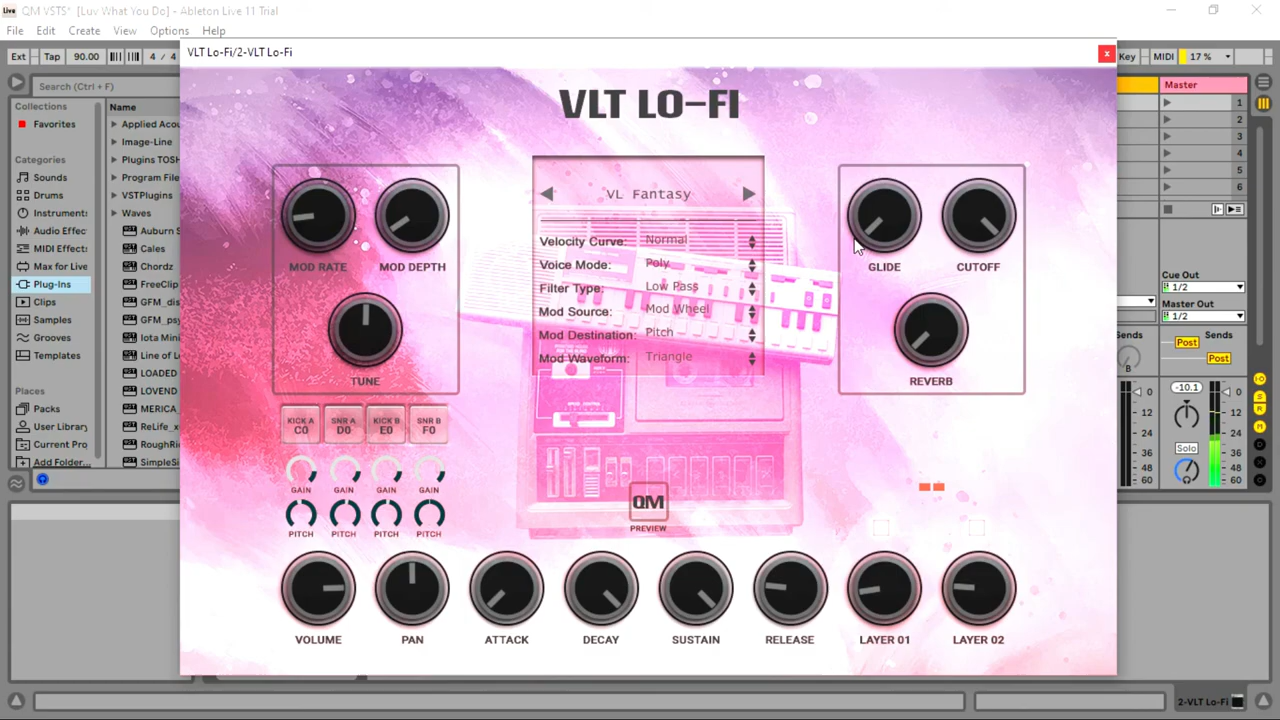 Live QM VSTS* [Luv What You Do] - Ableton Live 11 Trial
File Edit Create View Options Help
VLT Lo-Fi/2-VLT Lo-Fi
x
Ext Tap 90.00 4 / 4
Key MIDI 17 %
Search (Cmd + F)
Collections
Favorites
Categories
Sounds
Drums
Instrument:
Audio Effec:
MIDI Effect:
Max for Live
Plug-Ins
Clips
Samples
Grooves
Templates
Places
Packs
User Library
Current Pro
Add Folder...
Name
Applied Acou
Image-Line
Plugins TOSH
Program File
VSTPlugins
Waves
Auburn S
Cales
Chordz
FreeClip
GFM_dis
GFM_psy
Iota Mini
Line of L
LOADED
LOVEND
MERICA_
ReLife_x
RoughRi
SimpleSi
VLT LO-FI
MOD RATE
MOD DEPTH
TUNE
VL Fantasy
Velocity Curve: Normal
Voice Mode: Poly
Filter Type: Low Pass
Mod Source: Mod Wheel
Mod Destination: Pitch
Mod Waveform: Triangle
GLIDE
CUTOFF
REVERB
KICK A
C0
SNR A
D0
KICK B
E0
SNR B
F0
GAIN GAIN GAIN GAIN
PITCH PITCH PITCH PITCH
QM
PREVIEW
VOLUME PAN ATTACK DECAY SUSTAIN RELEASE LAYER 01 LAYER 02
Master
1
2
3
4
5
6
Cue Out
1/2
Master Out
1/2
Sends Sends
Post
B Post
-10.1
0 0
12 12
24 24
36 36
48 48
60 60
Solo
2-VLT Lo-Fi